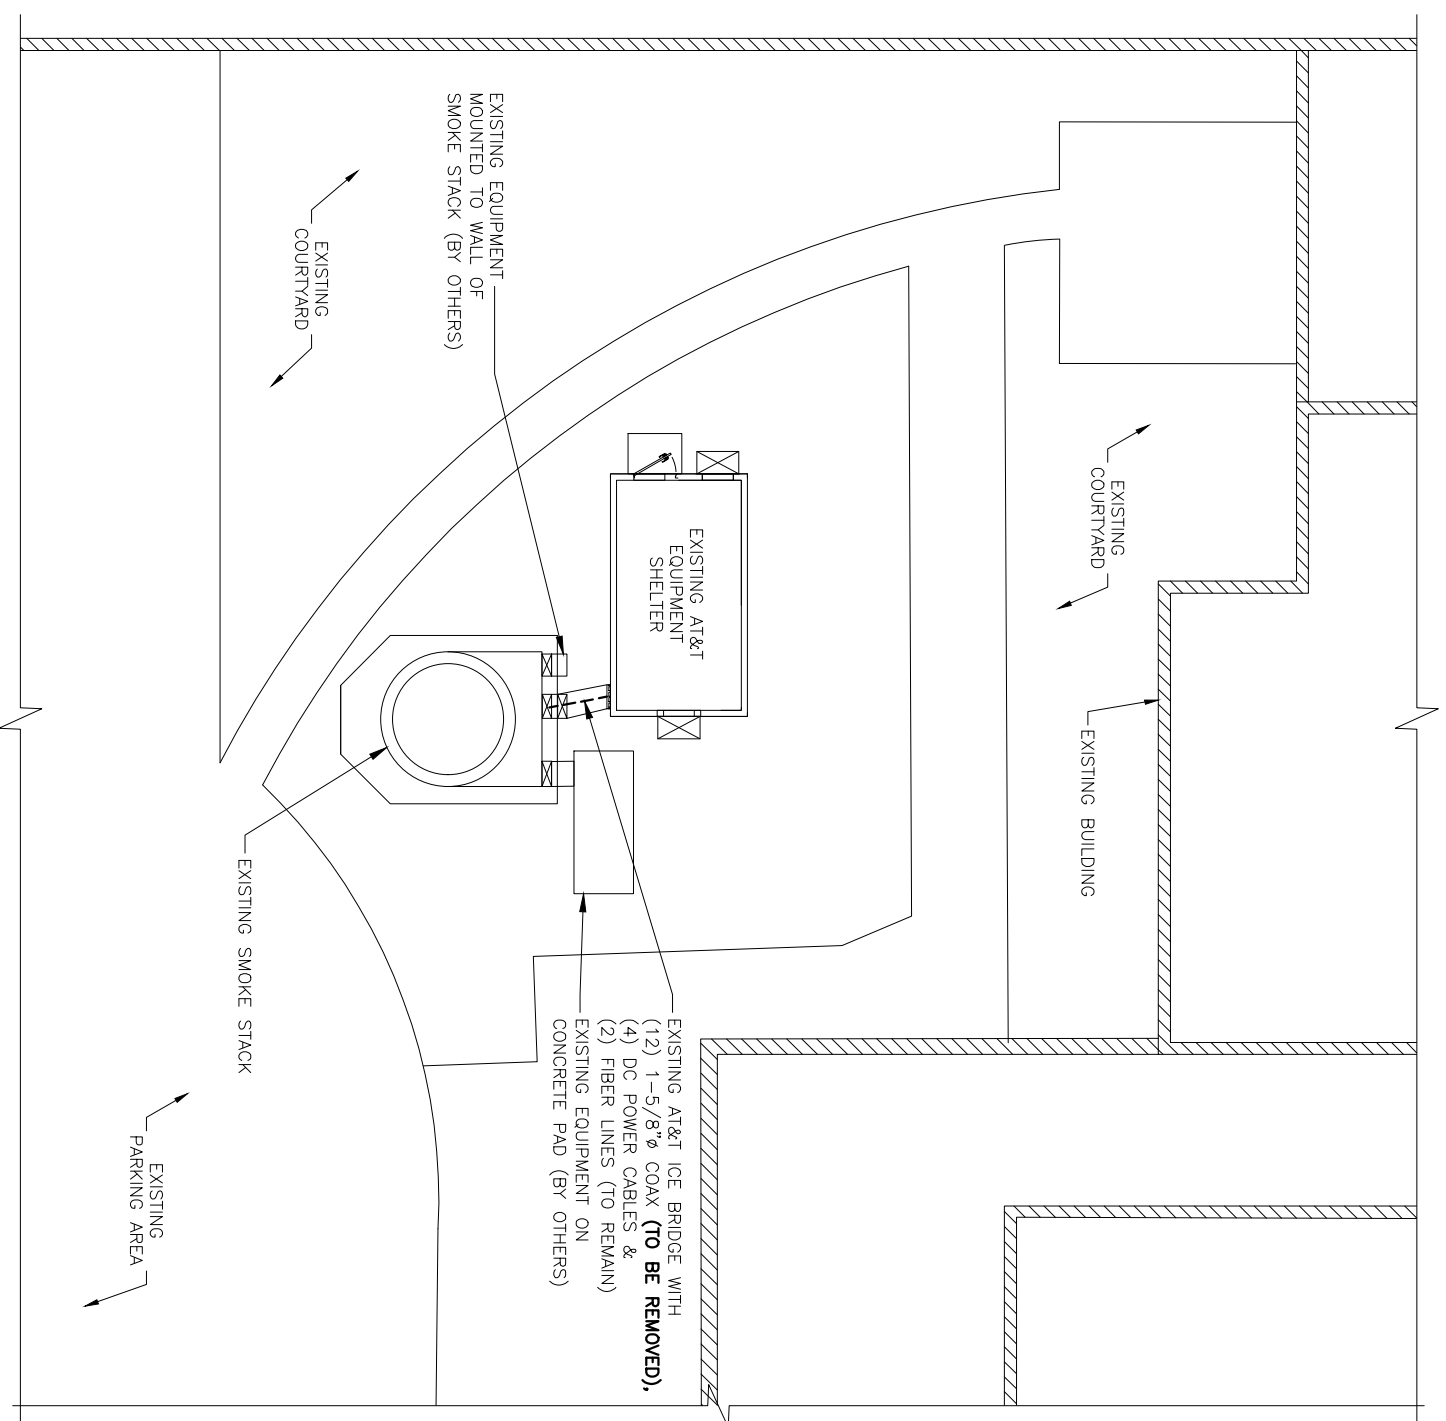 EXISTING
COURTYARD
EXISTING BUILDING
EXISTING AT&T
EQUIPMENT
SHELTER
EXISTING EQUIPMENT
MOUNTED TO WALL OF
SMOKE STACK (BY OTHERS)
EXISTING
COURTYARD
EXISTING AT&T ICE BRIDGE WITH
(12) 1-5/8"Ø COAX (TO BE REMOVED),
(4) DC POWER CABLES &
(2) FIBER LINES (TO REMAIN)
EXISTING EQUIPMENT ON
CONCRETE PAD (BY OTHERS)
EXISTING SMOKE STACK
EXISTING
PARKING AREA